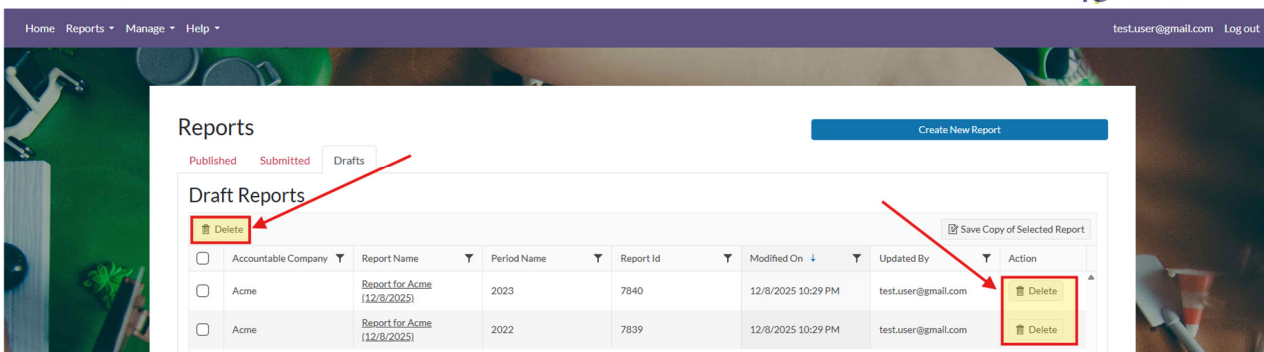 Home Reports Manage Help test.user@gmail.com Log out
Reports
Create New Report
Published Submitted Drafts
Draft Reports
Delete
Save Copy of Selected Report
Accountable Company Report Name Period Name Report Id Modified On ↓ Updated By Action
Acme Report for Acme 2023 7840 12/8/2025 10:29 PM test.user@gmail.com Delete
(12/8/2025)
Acme Report for Acme 2022 7839 12/8/2025 10:29 PM test.user@gmail.com Delete
(12/8/2025)